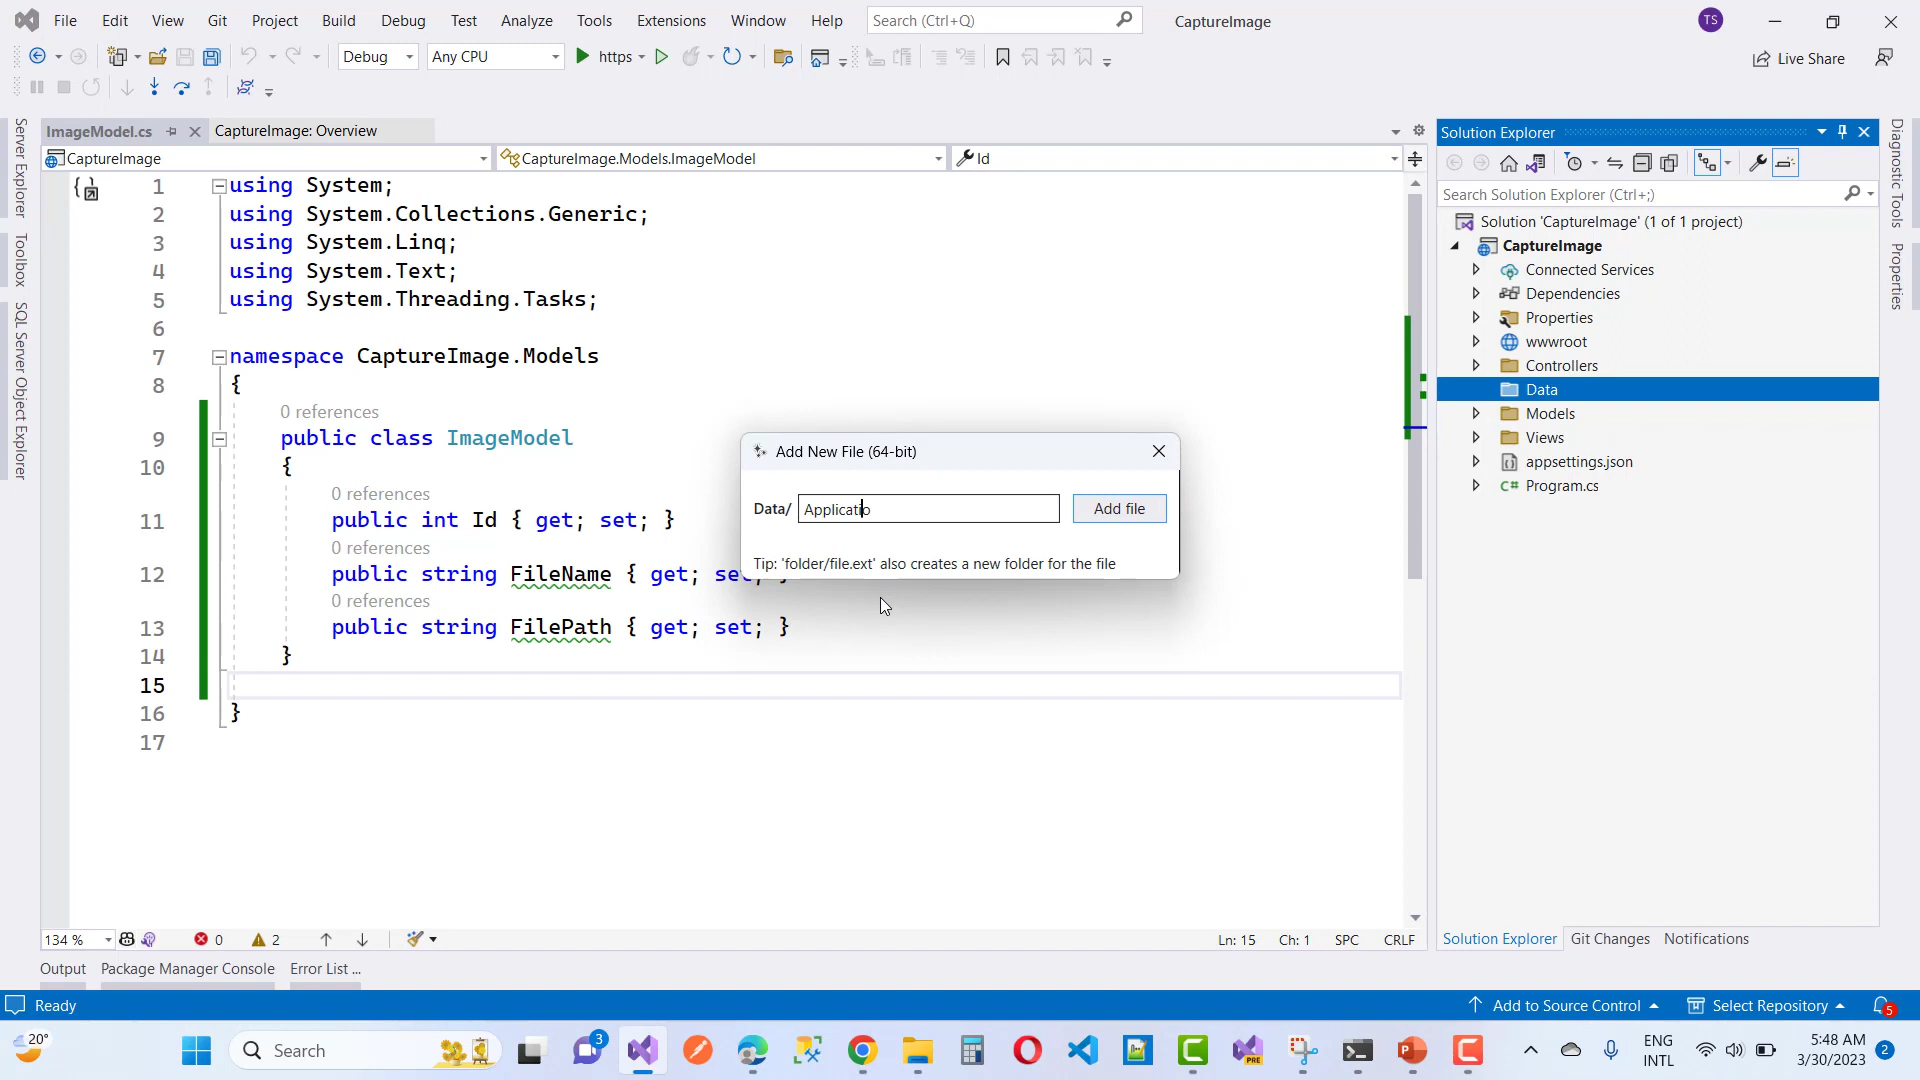 File Edit View Git Project Build Debug Test Analyze Tools Extensions Window Help Search (Ctrl+Q) CaptureImage TS
Debug Any CPU https Live Share
ImageModel.cs CaptureImage: Overview
CaptureImage CaptureImage.Models.ImageModel Id
1 using System;
2 using System.Collections.Generic;
3 using System.Linq;
4 using System.Text;
5 using System.Threading.Tasks;
6
7 namespace CaptureImage.Models
8 {
0 references
9 public class ImageModel
10 {
0 references
11 public int Id { get; set; }
0 references
12 public string FileName { get; set; }
0 references
13 public string FilePath { get; set; }
14 }
15
16 }
17
Add New File (64-bit)
Data/ Applicatio Add file
Tip: 'folder/file.ext' also creates a new folder for the file
Server Explorer
Toolbox
SQL Server Object Explorer
Solution Explorer
Search Solution Explorer (Ctrl+;)
Solution 'CaptureImage' (1 of 1 project)
CaptureImage
Connected Services
Dependencies
Properties
wwwroot
Controllers
Data
Models
Views
appsettings.json
C# Program.cs
Diagnostic Tools
Properties
134 % 0 2 Ln: 15 Ch: 1 SPC CRLF
Solution Explorer Git Changes Notifications
Output Package Manager Console Error List ...
Ready Add to Source Control Select Repository 5
20° Search 3 PRE ENG INTL 5:48 AM 3/30/2023 2